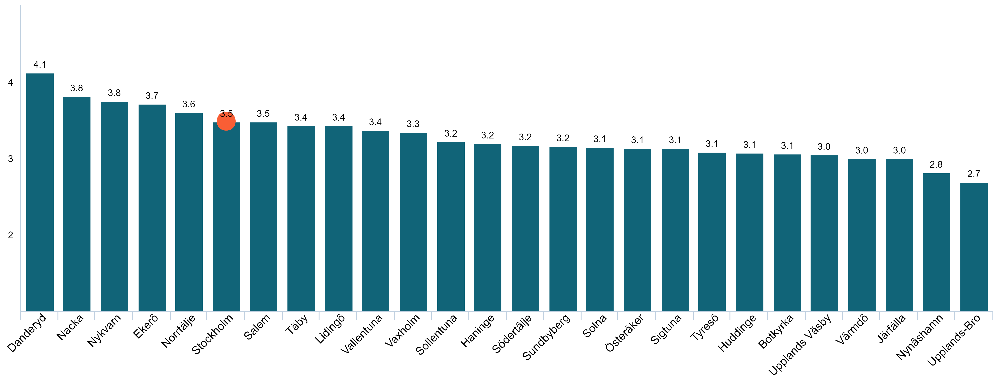 4.1
3.8
3.8
3.7
3.6
3.5
3.5
3.4
3.4
3.4
3.3
3.2
3.2
3.2
3.2
3.1
3.1
3.1
3.1
3.1
3.1
3.0
3.0
3.0
2.8
2.7
4
3
2
Danderyd
Nacka
Nykvarn
Ekerö
Norrtälje
Stockholm
Salem
Täby
Lidingö
Vallentuna
Vaxholm
Sollentuna
Haninge
Södertälje
Sundbyberg
Solna
Österåker
Sigtuna
Tyresö
Huddinge
Botkyrka
Upplands Väsby
Värmdö
Järfälla
Nynäshamn
Upplands-Bro